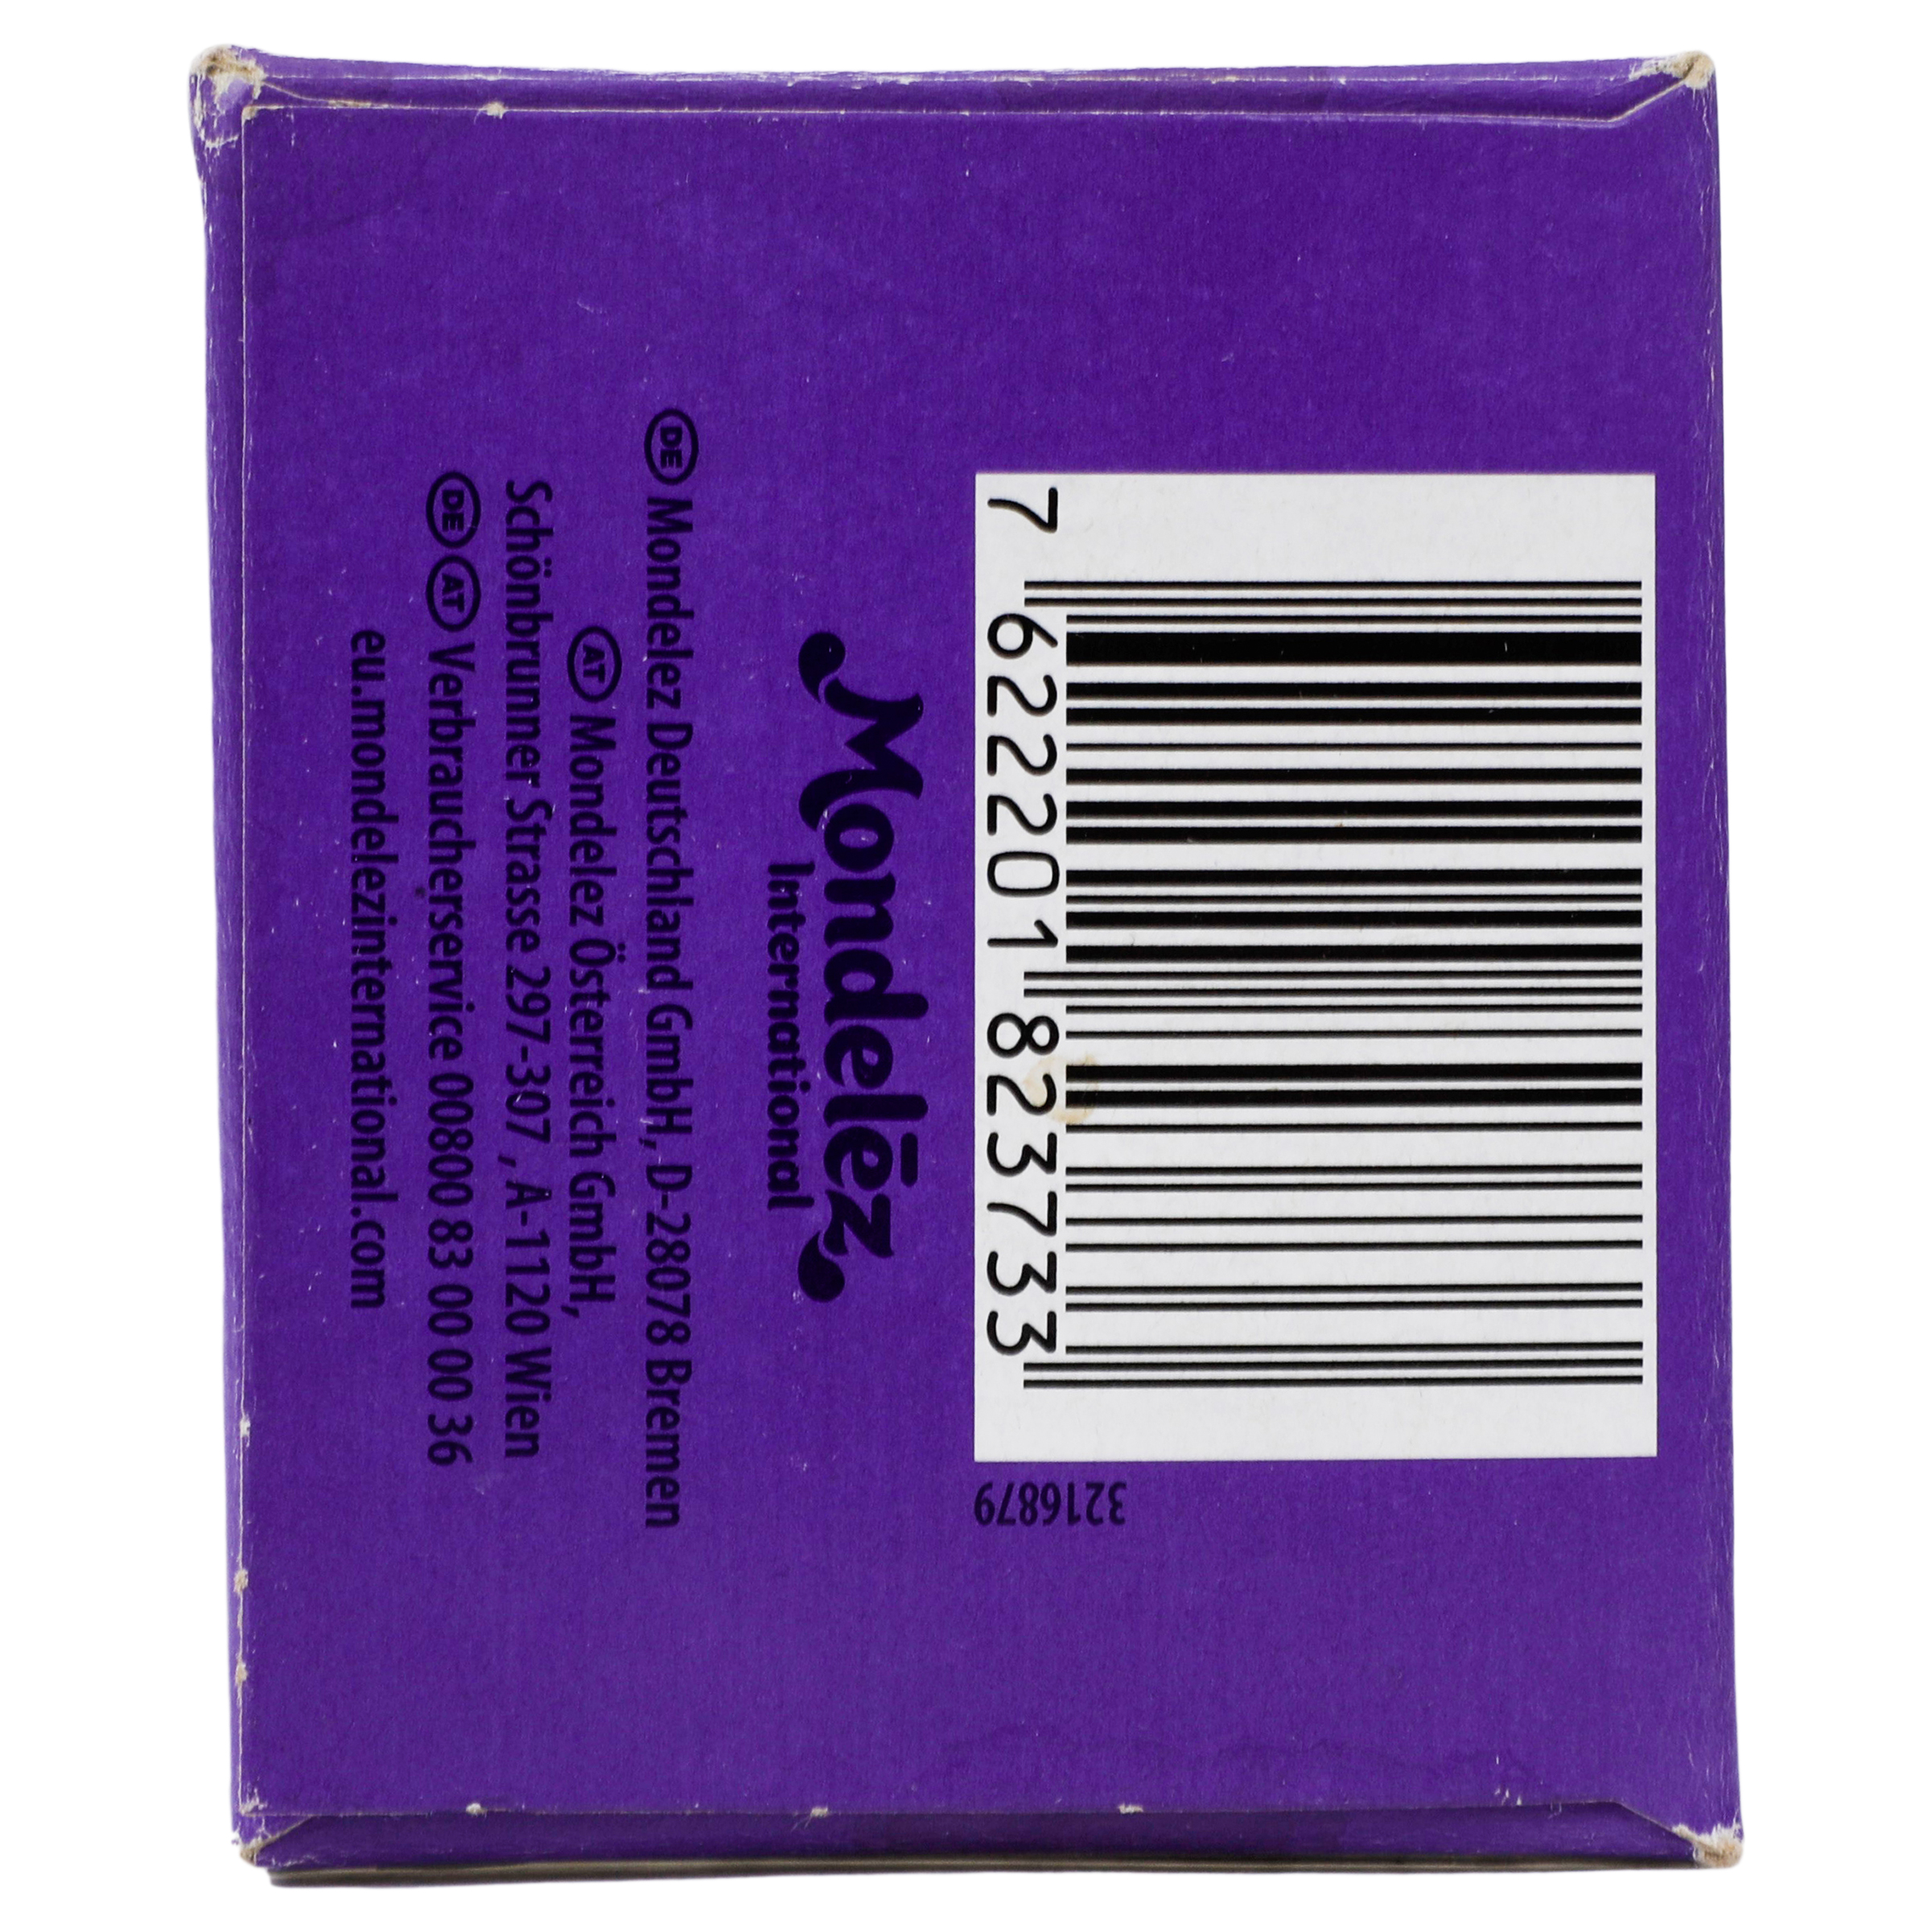 7 622201 823733
3216879
Mondelēz
International
DE Mondelez Deutschland GmbH, D-28078 Bremen
AT Mondelez Österreich GmbH,
Schönbrunner Strasse 297-307 , A-1120 Wien
DE AT Verbraucherservice 00800 83 00 00 36
eu.mondelezinternational.com